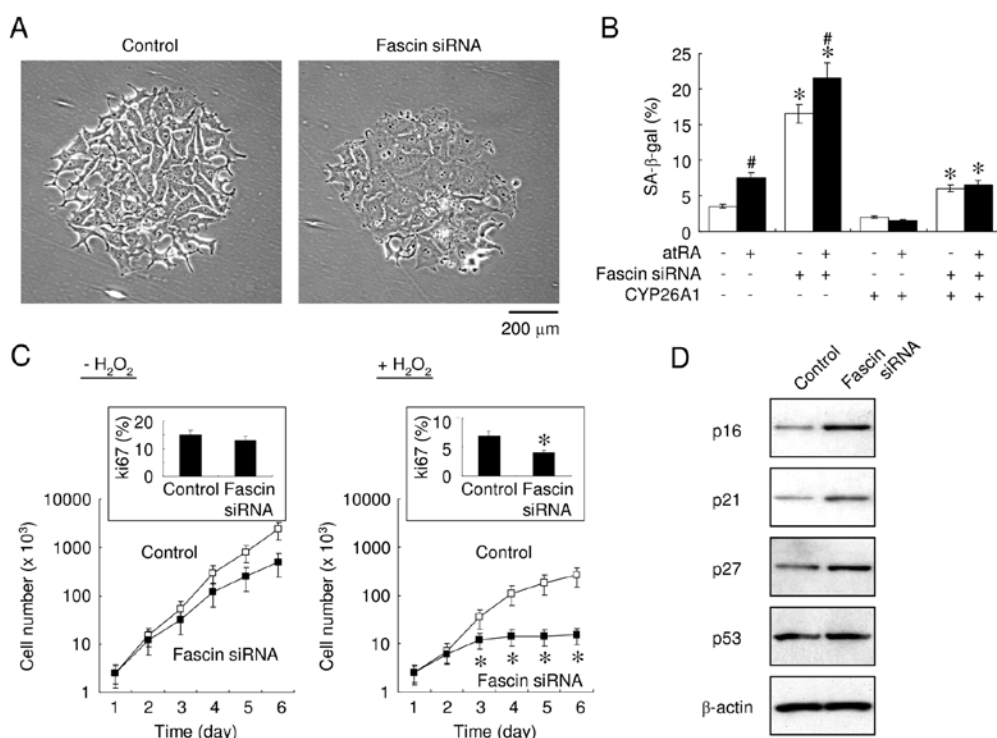 A
Control
Fascin siRNA
200 μm
B
SA-β-gal (%)
25
20
15
10
5
0
#
*
#
*
*
*
atRA - + - + - + - +
Fascin siRNA - - + + - - + +
CYP26A1 - - - - + + + +
C
- H₂O₂
ki67 (%)
20
15
10
0
Control Fascin
siRNA
Cell number (x 10³)
10000
1000
100
10
1
Control
Fascin siRNA
1 2 3 4 5 6
Time (day)
+ H₂O₂
ki67 (%)
10
5
0
*
Control Fascin
siRNA
Cell number (x 10³)
10000
1000
100
10
1
Control
* * * *
Fascin siRNA
1 2 3 4 5 6
Time (day)
D
Control
Fascin
siRNA
p16
p21
p27
p53
β-actin